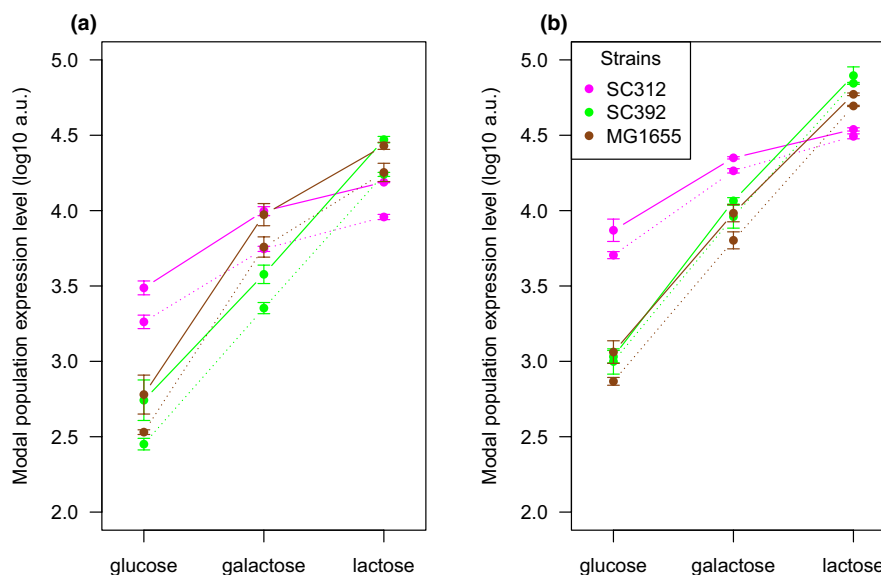 (a)
(b)
Modal population expression level (log10 a.u.)
5.0
4.5
4.0
3.5
3.0
2.5
2.0
glucose galactose lactose
Modal population expression level (log10 a.u.)
5.0
4.5
4.0
3.5
3.0
2.5
2.0
Strains
SC312
SC392
MG1655
glucose galactose lactose